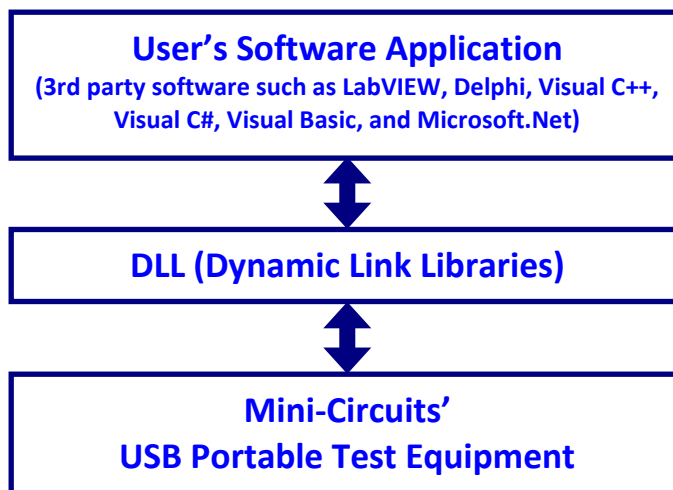 User’s Software Application
(3rd party software such as LabVIEW, Delphi, Visual C++,
Visual C#, Visual Basic, and Microsoft.Net)
DLL (Dynamic Link Libraries)
Mini-Circuits’
USB Portable Test Equipment